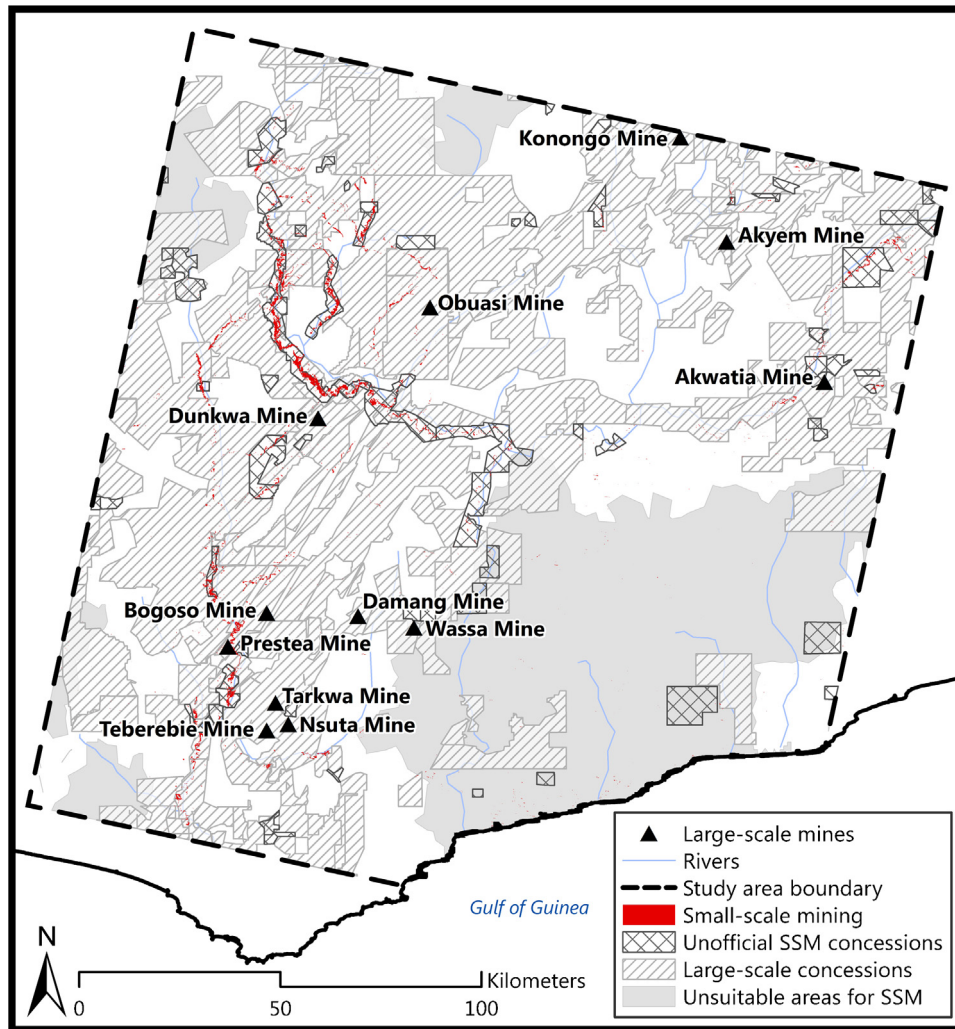 Konongo Mine
Akyem Mine
Obuasi Mine
Akwatia Mine
Dunkwa Mine
Damang Mine
Bogoso Mine
Wassa Mine
Prestea Mine
Tarkwa Mine
Teberebie Mine
Nsuta Mine
Large-scale mines
Rivers
Study area boundary
Small-scale mining
Unofficial SSM concessions
Large-scale concessions
Unsuitable areas for SSM
Gulf of Guinea
N
Kilometers
0 50 100